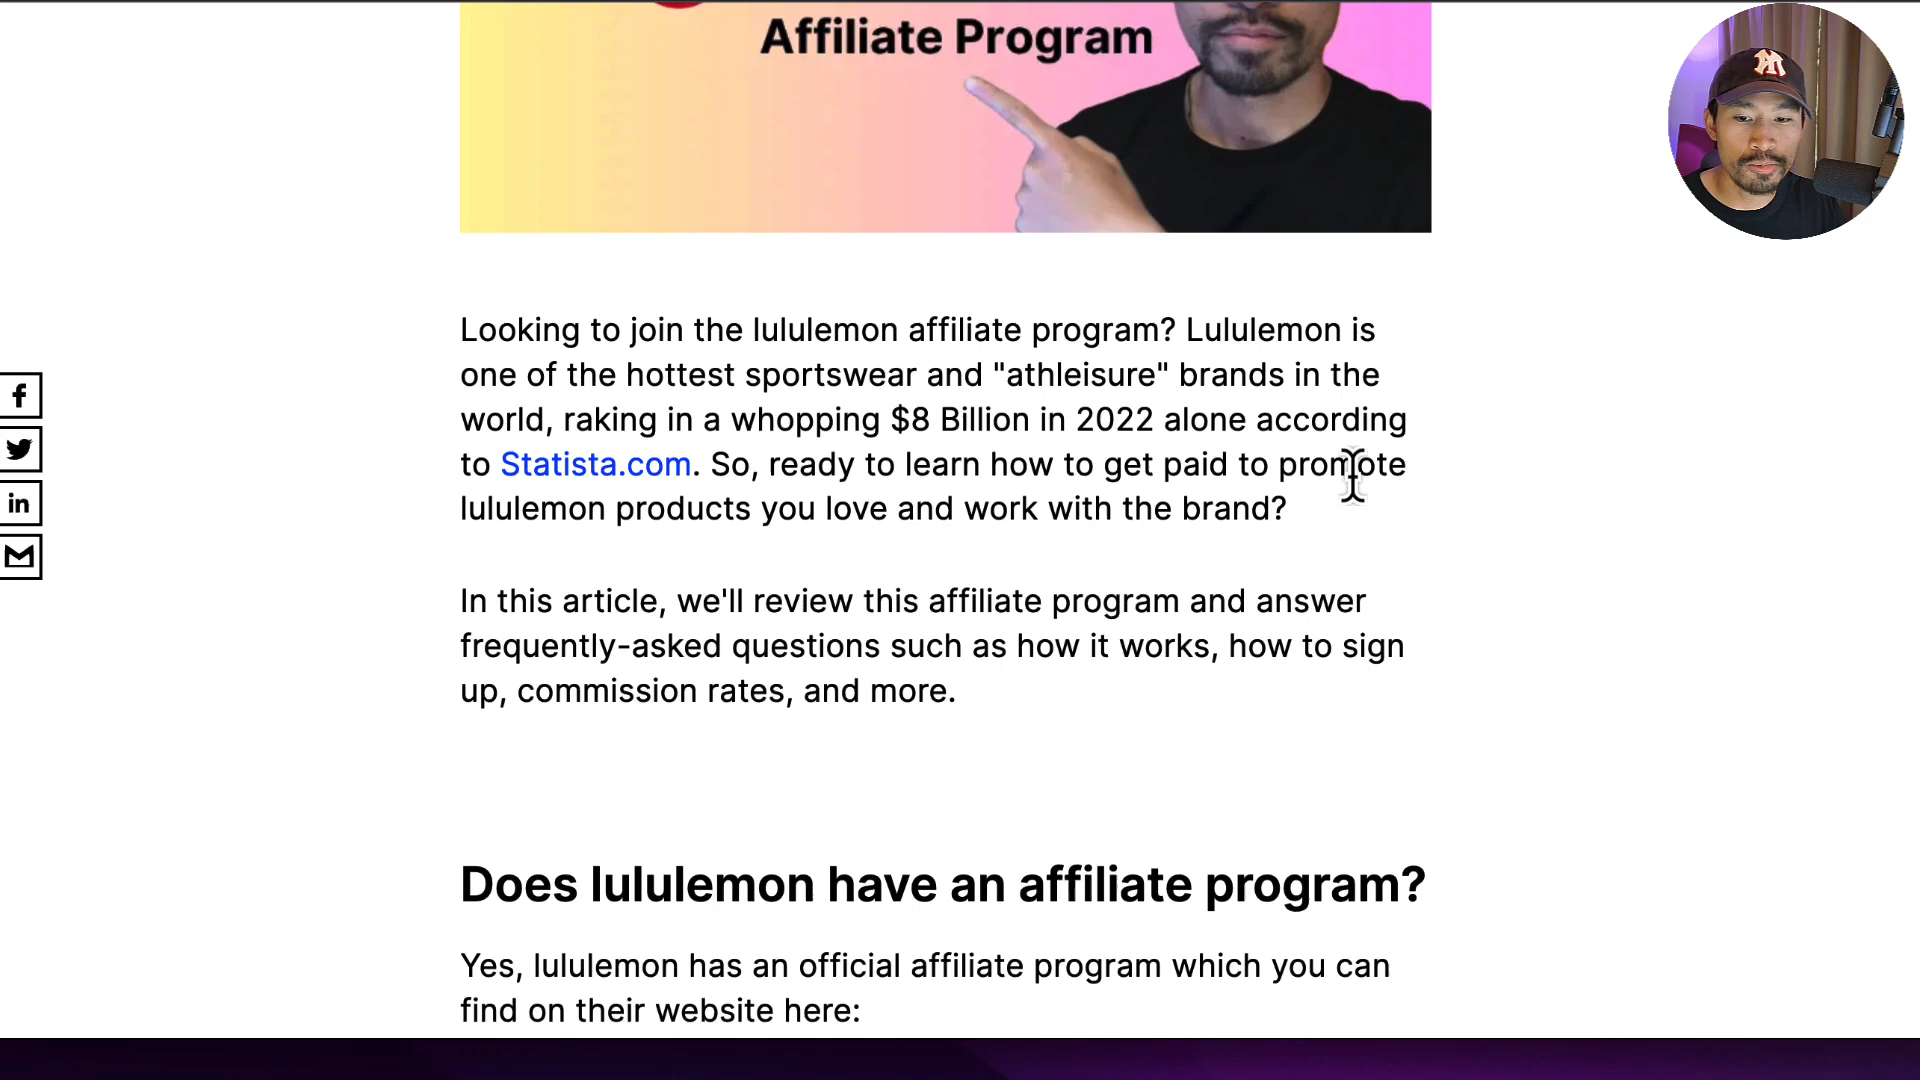 Affiliate Program
Looking to join the lululemon affiliate program? Lululemon is
one of the hottest sportswear and "athleisure" brands in the
world, raking in a whopping $8 Billion in 2022 alone according
to Statista.com. So, ready to learn how to get paid to promote
lululemon products you love and work with the brand?
In this article, we'll review this affiliate program and answer
frequently-asked questions such as how it works, how to sign
up, commission rates, and more.
Does lululemon have an affiliate program?
Yes, lululemon has an official affiliate program which you can
find on their website here: